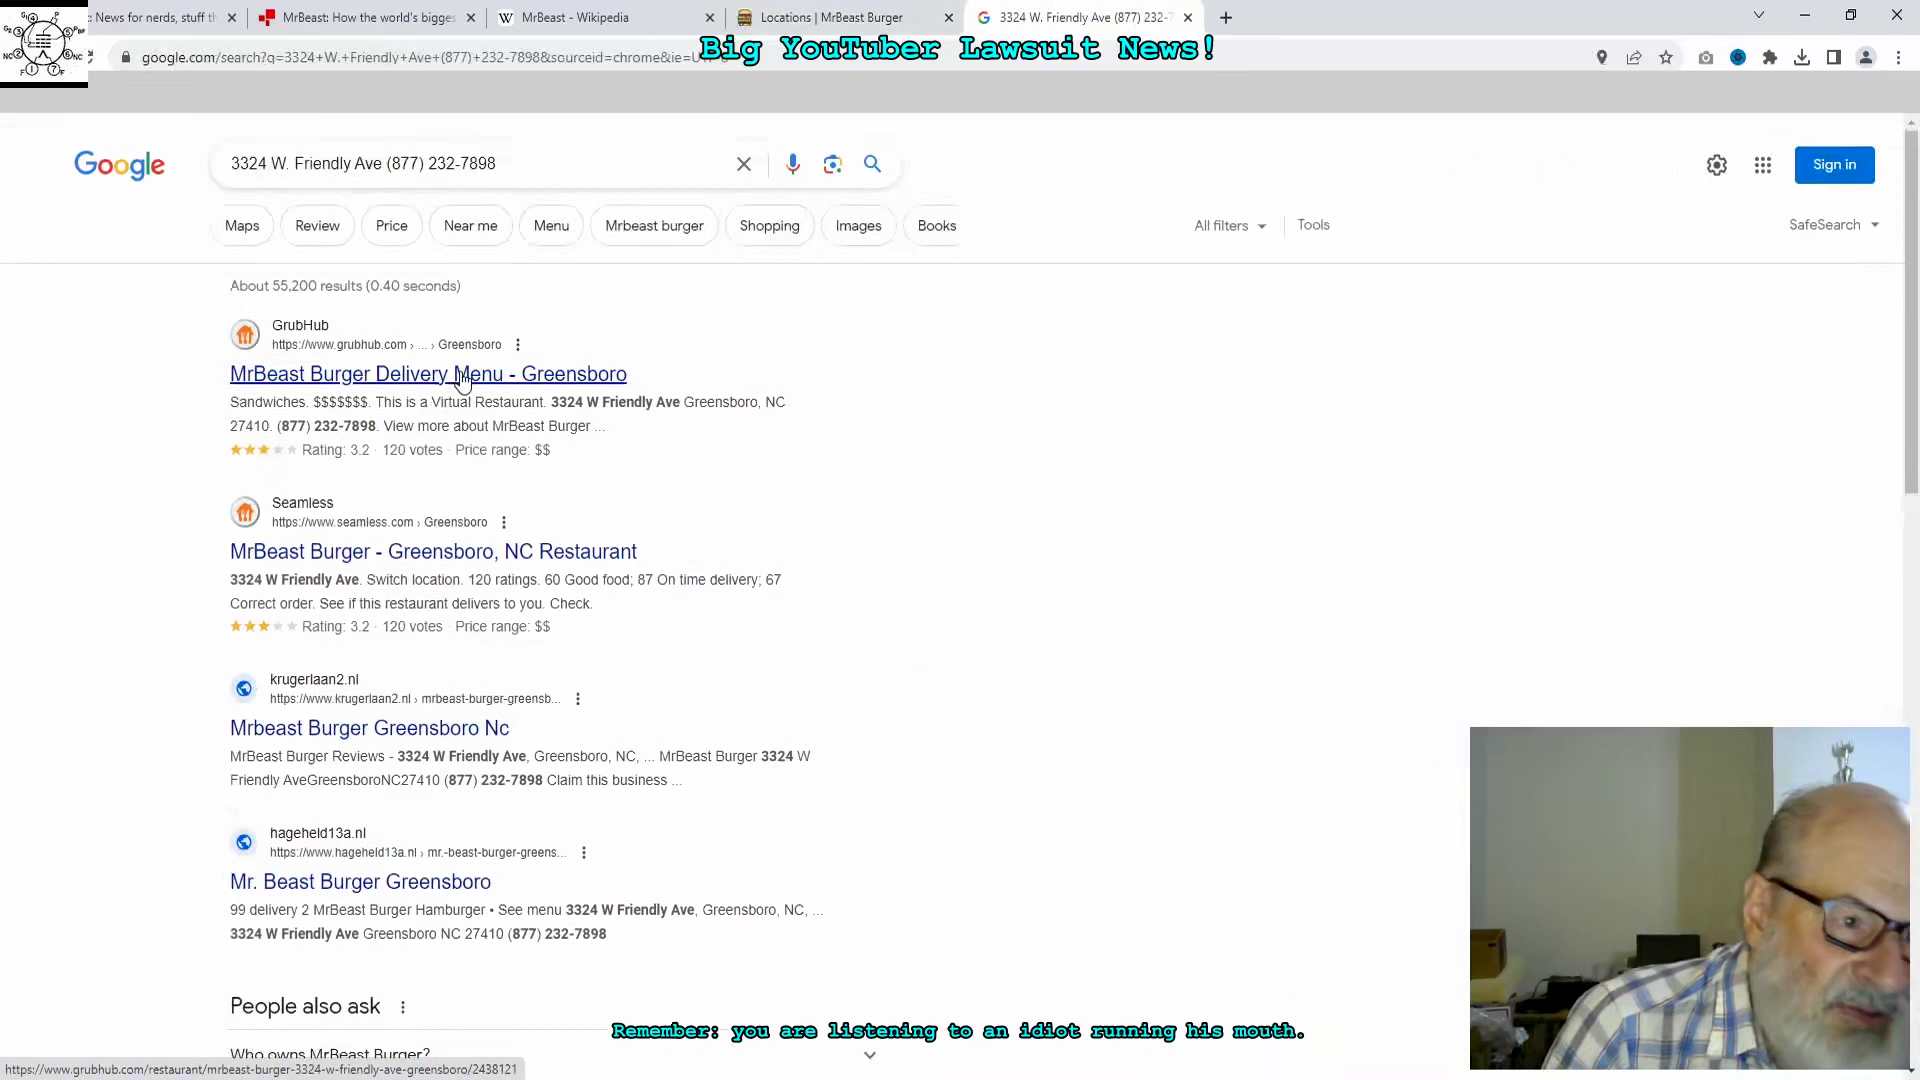 : News for nerds, stuff th
MrBeast: How the world's bigges
MrBeast - Wikipedia
Locations | MrBeast Burger
3324 W. Friendly Ave (877) 232-7
Big YouTuber Lawsuit News!
google.com/search?q=3324+W.+Friendly+Ave+(877)+232-7898&sourceid=chrome&ie=UTF-8
Google
3324 W. Friendly Ave (877) 232-7898
Sign in
Maps
Review
Price
Near me
Menu
Mrbeast burger
Shopping
Images
Books
All filters
Tools
SafeSearch
About 55,200 results (0.40 seconds)
GrubHub
https://www.grubhub.com › ... › Greensboro
MrBeast Burger Delivery Menu - Greensboro
Sandwiches. $$$$$$$. This is a Virtual Restaurant. 3324 W Friendly Ave Greensboro, NC
27410. (877) 232-7898. View more about MrBeast Burger ...
Rating: 3.2 · 120 votes · Price range: $$
Seamless
https://www.seamless.com › Greensboro
MrBeast Burger - Greensboro, NC Restaurant
3324 W Friendly Ave. Switch location. 120 ratings. 60 Good food; 87 On time delivery; 67
Correct order. See if this restaurant delivers to you. Check.
Rating: 3.2 · 120 votes · Price range: $$
krugerlaan2.nl
https://www.krugerlaan2.nl › mrbeast-burger-greensb...
Mrbeast Burger Greensboro Nc
MrBeast Burger Reviews - 3324 W Friendly Ave, Greensboro, NC, ... MrBeast Burger 3324 W
Friendly AveGreensboroNC27410 (877) 232-7898 Claim this business ...
hageheld13a.nl
https://www.hageheld13a.nl › mr.-beast-burger-greens...
Mr. Beast Burger Greensboro
99 delivery 2 MrBeast Burger Hamburger • See menu 3324 W Friendly Ave, Greensboro, NC, ...
3324 W Friendly Ave Greensboro NC 27410 (877) 232-7898
People also ask
Remember: you are listening to an idiot running his mouth.
Who owns MrBeast Burger?
https://www.grubhub.com/restaurant/mrbeast-burger-3324-w-friendly-ave-greensboro/2438121